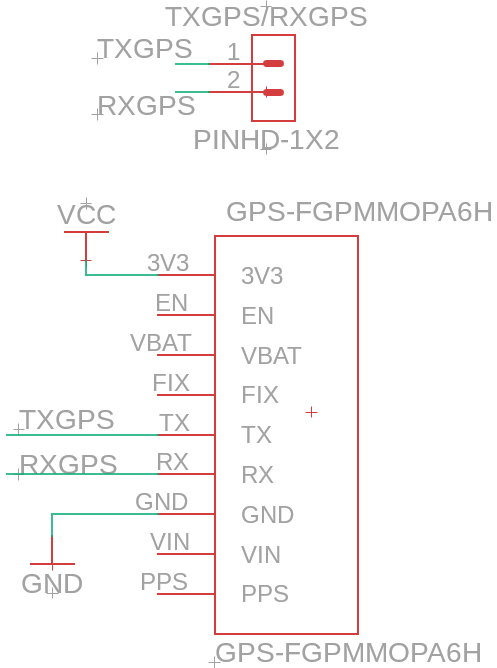 TXGPS/RXGPS
TXGPS 1
2
RXGPS
PINHD-1X2
GPS-FGPMMOPA6H
VCC
3V3 3V3
EN EN
VBAT VBAT
FIX FIX
TXGPS TX TX
RXGPS RX RX
GND GND
VIN VIN
GND
PPS PPS
GPS-FGPMMOPA6H